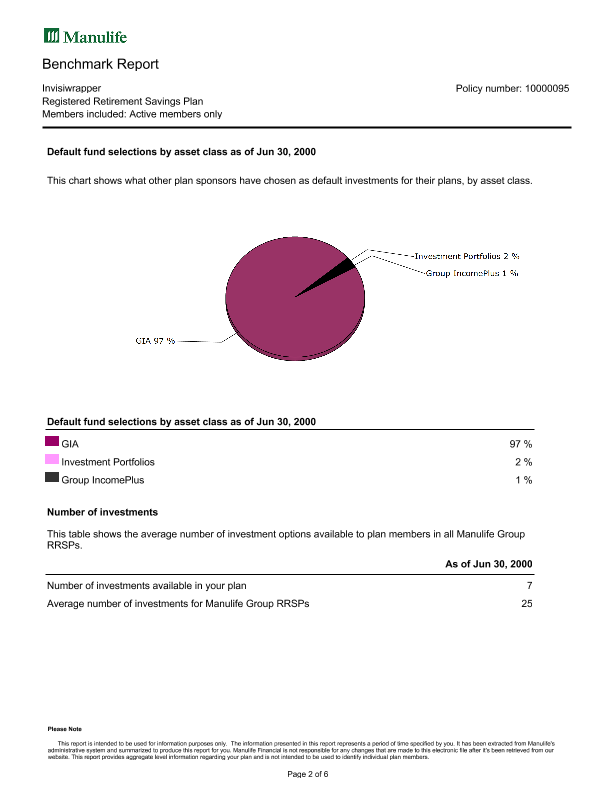 Manulife
Benchmark Report
Invisiwrapper
Policy number: 10000095
Registered Retirement Savings Plan
Members included: Active members only
Default fund selections by asset class as of Jun 30, 2000
This chart shows what other plan sponsors have chosen as default investments for their plans, by asset class.
Investment Portfolios 2 %
Group IncomePlus 1 %
GIA 97 %
Default fund selections by asset class as of Jun 30, 2000
GIA 97 %
Investment Portfolios 2 %
Group IncomePlus 1 %
Number of investments
This table shows the average number of investment options available to plan members in all Manulife Group
RRSPs.
As of Jun 30, 2000
Number of investments available in your plan 7
Average number of investments for Manulife Group RRSPs 25
Please Note
This report is intended to be used for information purposes only. The information presented in this report represents a period of time specified by you. It has been extracted from Manulife's
administrative system and summarized to produce this report for you. Manulife Financial is not responsible for any changes that are made to this electronic file after it's been retrieved from our
website. This report provides aggregate level information regarding your plan and is not intended to be used to identify individual plan members.
Page 2 of 6